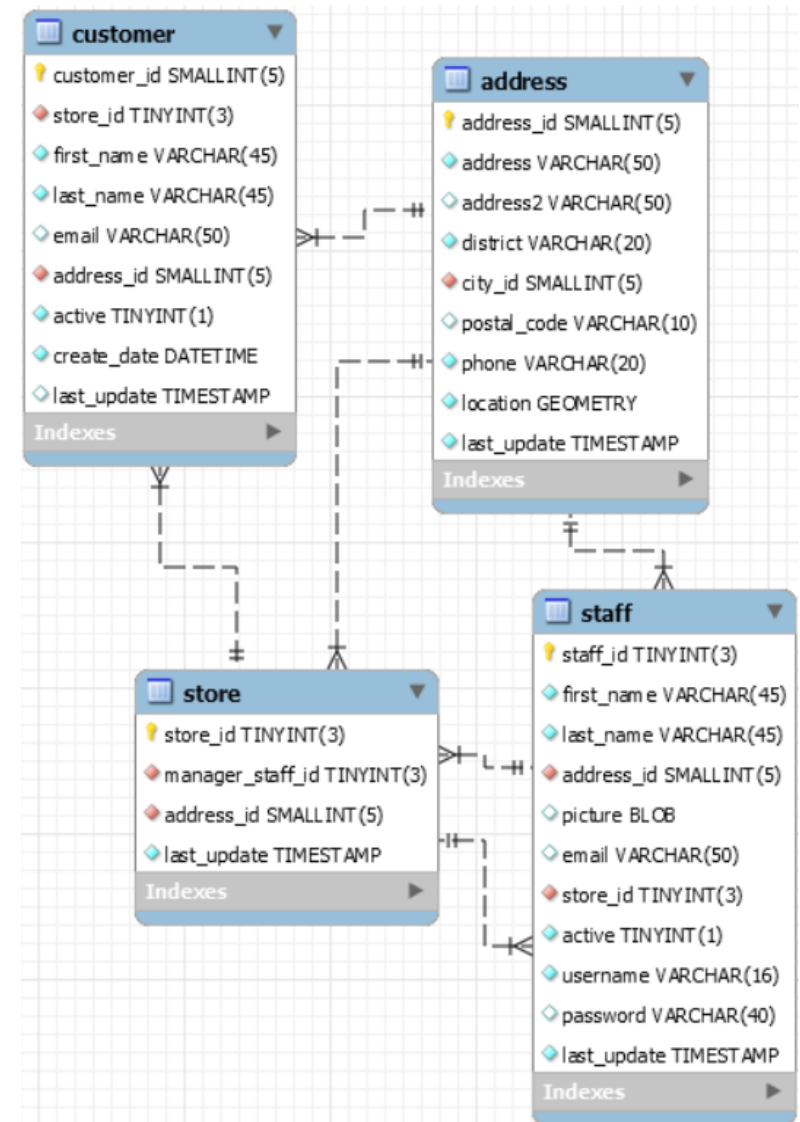 customer
customer_id SMALLINT(5)
store_id TINYINT(3)
first_name VARCHAR(45)
last_name VARCHAR(45)
email VARCHAR(50)
address_id SMALLINT(5)
active TINYINT(1)
create_date DATETIME
last_update TIMESTAMP
Indexes
address
address_id SMALLINT(5)
address VARCHAR(50)
address2 VARCHAR(50)
district VARCHAR(20)
city_id SMALLINT(5)
postal_code VARCHAR(10)
phone VARCHAR(20)
location GEOMETRY
last_update TIMESTAMP
Indexes
store
store_id TINYINT(3)
manager_staff_id TINYINT(3)
address_id SMALLINT(5)
last_update TIMESTAMP
Indexes
staff
staff_id TINYINT(3)
first_name VARCHAR(45)
last_name VARCHAR(45)
address_id SMALLINT(5)
picture BLOB
email VARCHAR(50)
store_id TINYINT(3)
active TINYINT(1)
username VARCHAR(16)
password VARCHAR(40)
last_update TIMESTAMP
Indexes